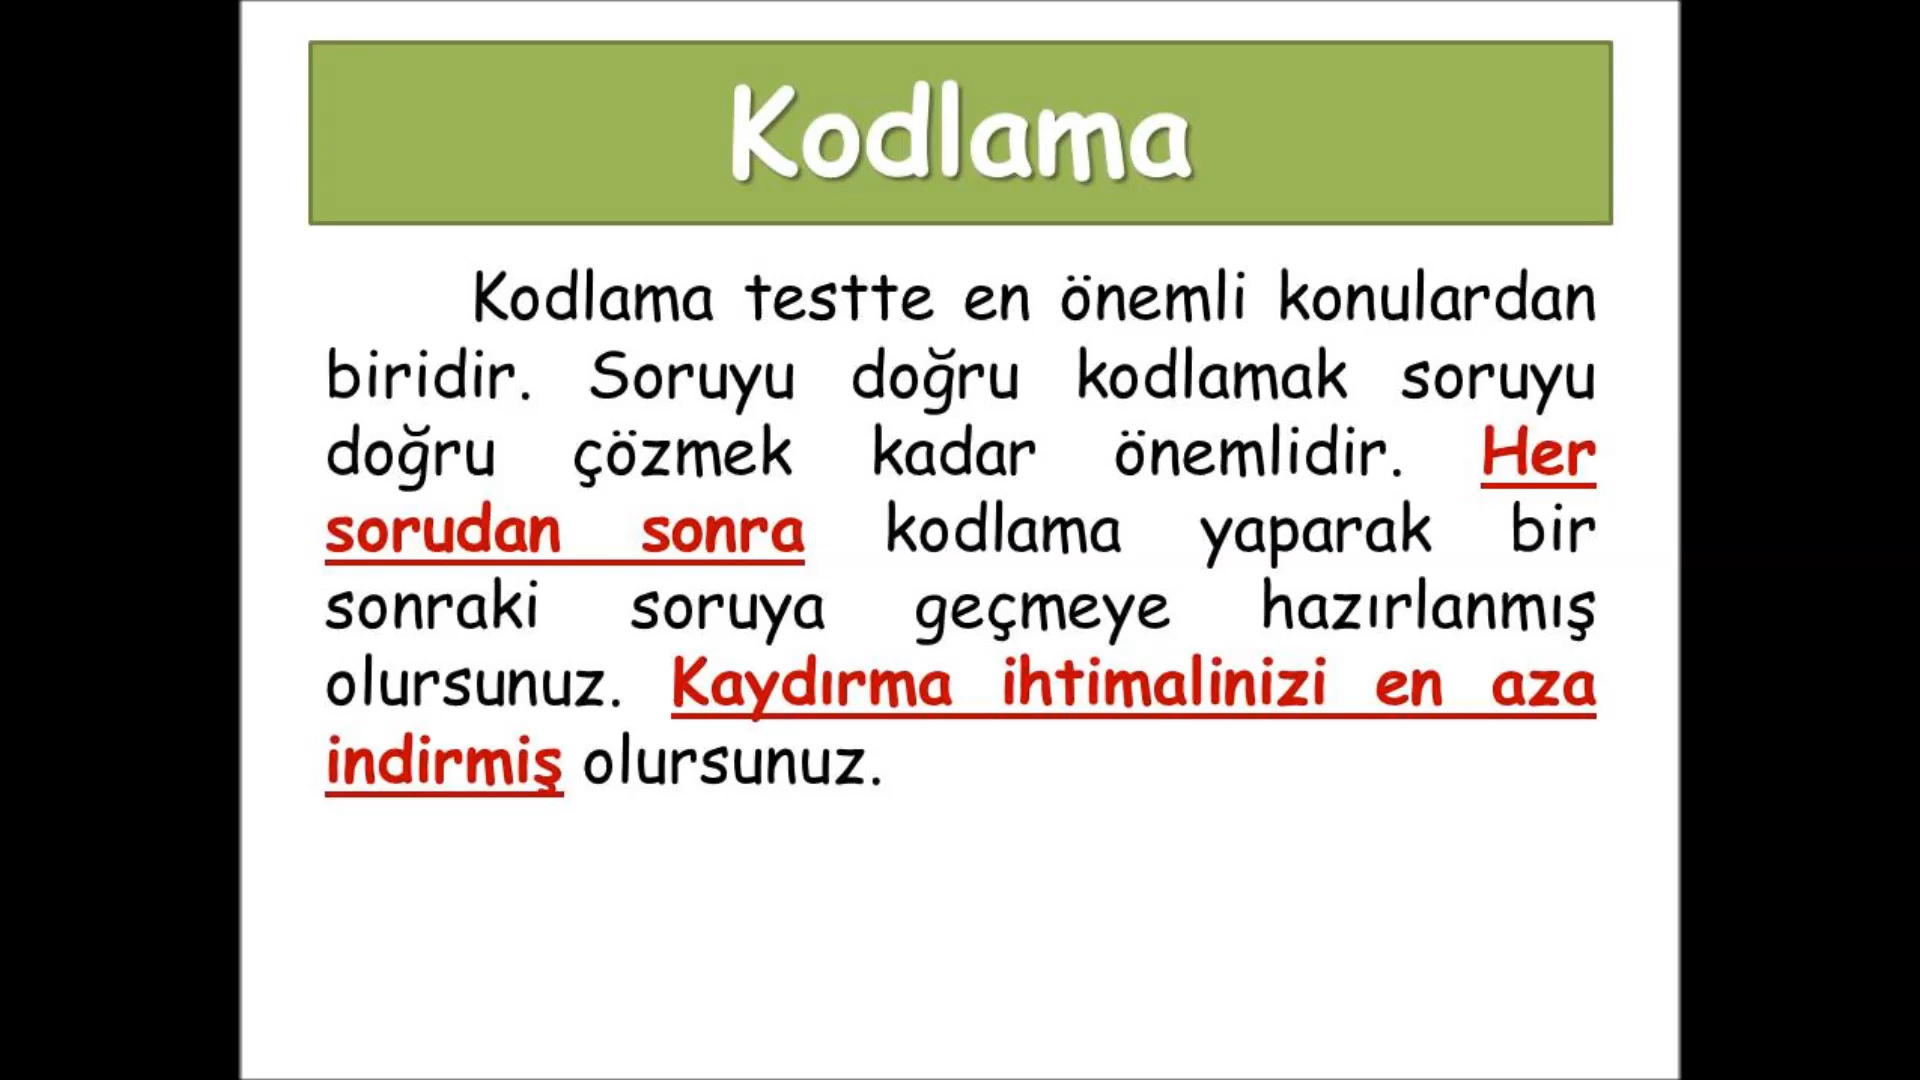 Kodlama
Kodlama testte en önemli konulardan
biridir. Soruyu doğru kodlamak soruyu
doğru çözmek kadar önemlidir. Her
sorudan sonra kodlama yaparak bir
sonraki soruya geçmeye hazırlanmış
olursunuz. Kaydırma ihtimalinizi en aza
indirmiş olursunuz.